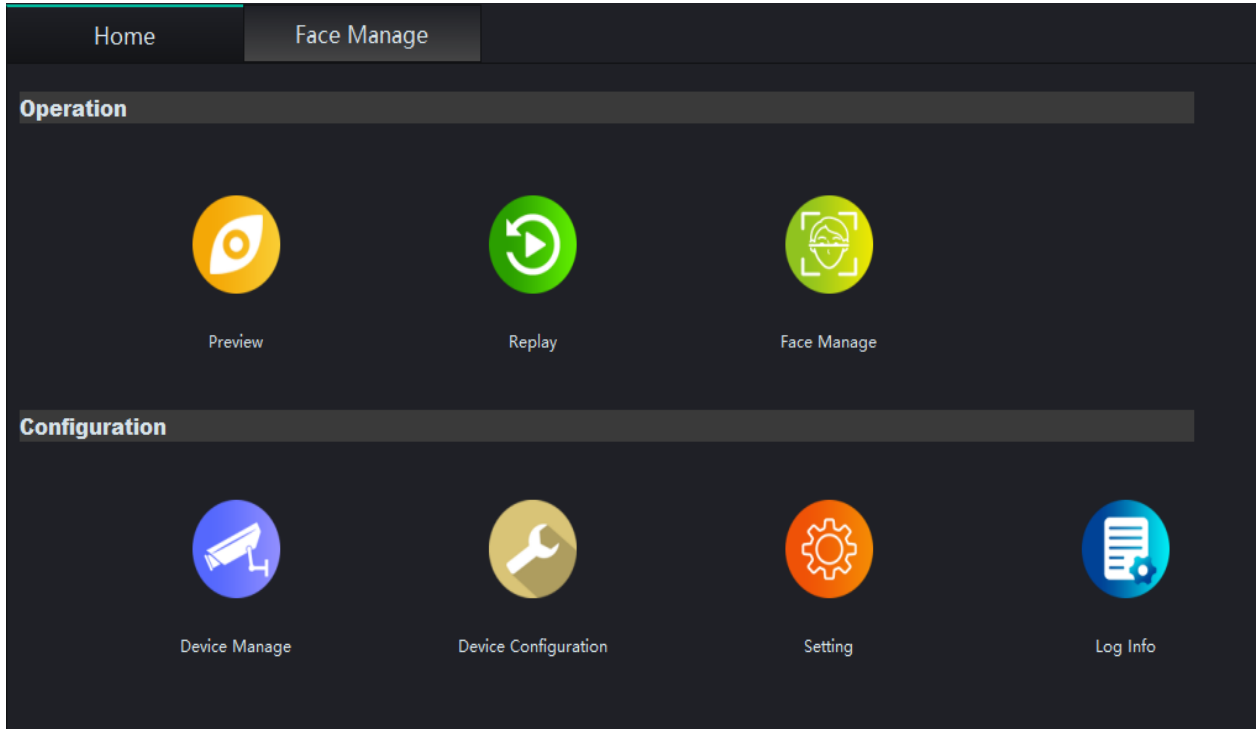 Home Face Manage
Operation
Preview Replay Face Manage
Configuration
Device Manage Device Configuration Setting Log Info